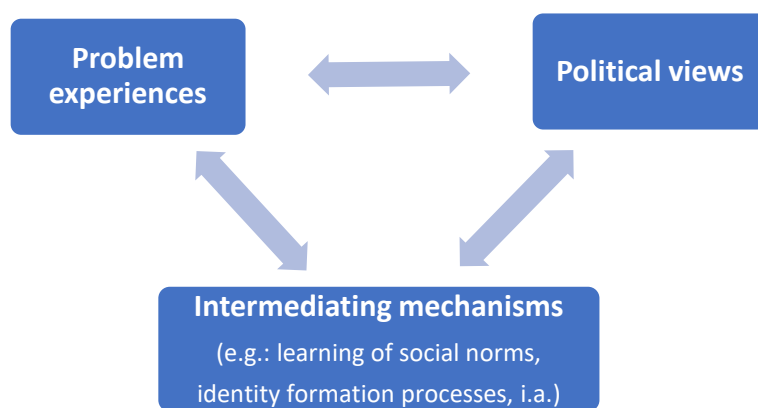 Problem
experiences
Political views
Intermediating mechanisms
(e.g.: learning of social norms,
identity formation processes, i.a.)